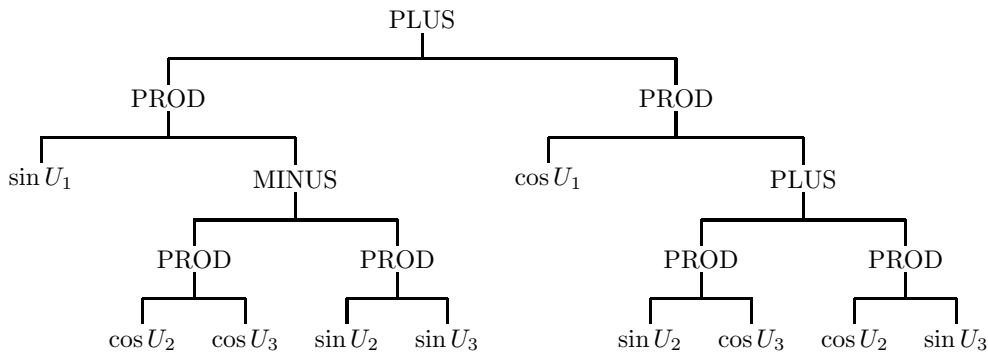 PLUS
PROD PROD
sin U₁ MINUS cos U₁ PLUS
PROD PROD PROD PROD
cos U₂ cos U₃ sin U₂ sin U₃ sin U₂ cos U₃ cos U₂ sin U₃